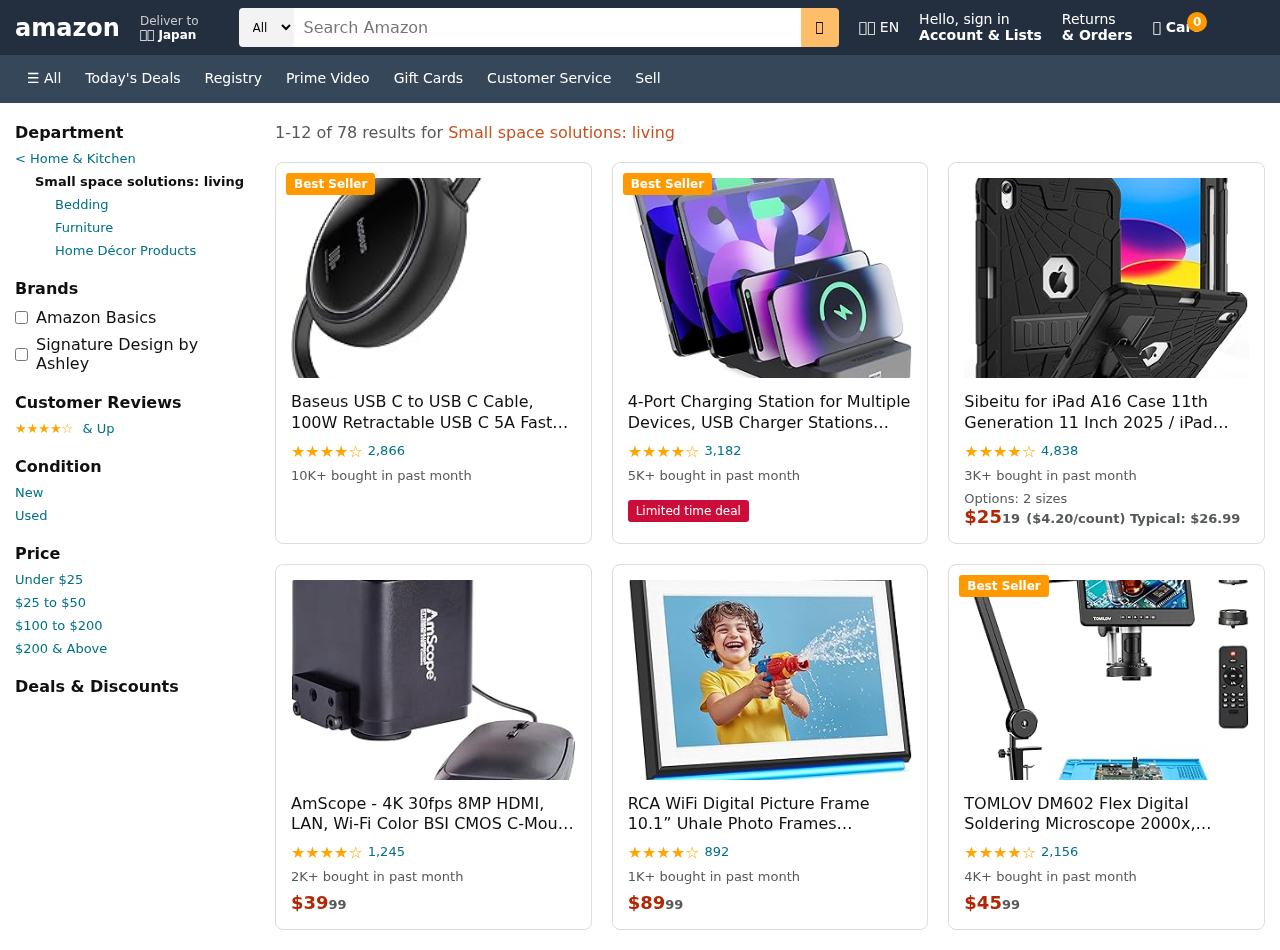 amazon
Deliver to
Japan
All
Search Amazon
EN
Hello, sign in
Account & Lists
Returns
& Orders
0
☰ All
Today's Deals
Registry
Prime Video
Gift Cards
Customer Service
Sell
Department
< Home & Kitchen
Small space solutions: living
Bedding
Furniture
Home Décor Products
Brands
Amazon Basics
Signature Design by
Ashley
Customer Reviews
★★★★☆ & Up
Condition
New
Used
Price
Under $25
$25 to $50
$100 to $200
$200 & Above
Deals & Discounts
1-12 of 78 results for Small space solutions: living
Best Seller
Baseus USB C to USB C Cable,
100W Retractable USB C 5A Fast…
★★★★☆ 2,866
10K+ bought in past month
Best Seller
4-Port Charging Station for Multiple
Devices, USB Charger Stations…
★★★★☆ 3,182
5K+ bought in past month
Limited time deal
Sibeitu for iPad A16 Case 11th
Generation 11 Inch 2025 / iPad…
★★★★☆ 4,838
3K+ bought in past month
Options: 2 sizes
$25 19 ($4.20/count) Typical: $26.99
AmScope
AmScope - 4K 30fps 8MP HDMI,
LAN, Wi-Fi Color BSI CMOS C-Mou…
★★★★☆ 1,245
2K+ bought in past month
$39 99
RCA WiFi Digital Picture Frame
10.1” Uhale Photo Frames…
★★★★☆ 892
1K+ bought in past month
$89 99
Best Seller
TOMLOV
TOMLOV DM602 Flex Digital
Soldering Microscope 2000x,…
★★★★☆ 2,156
4K+ bought in past month
$45 99